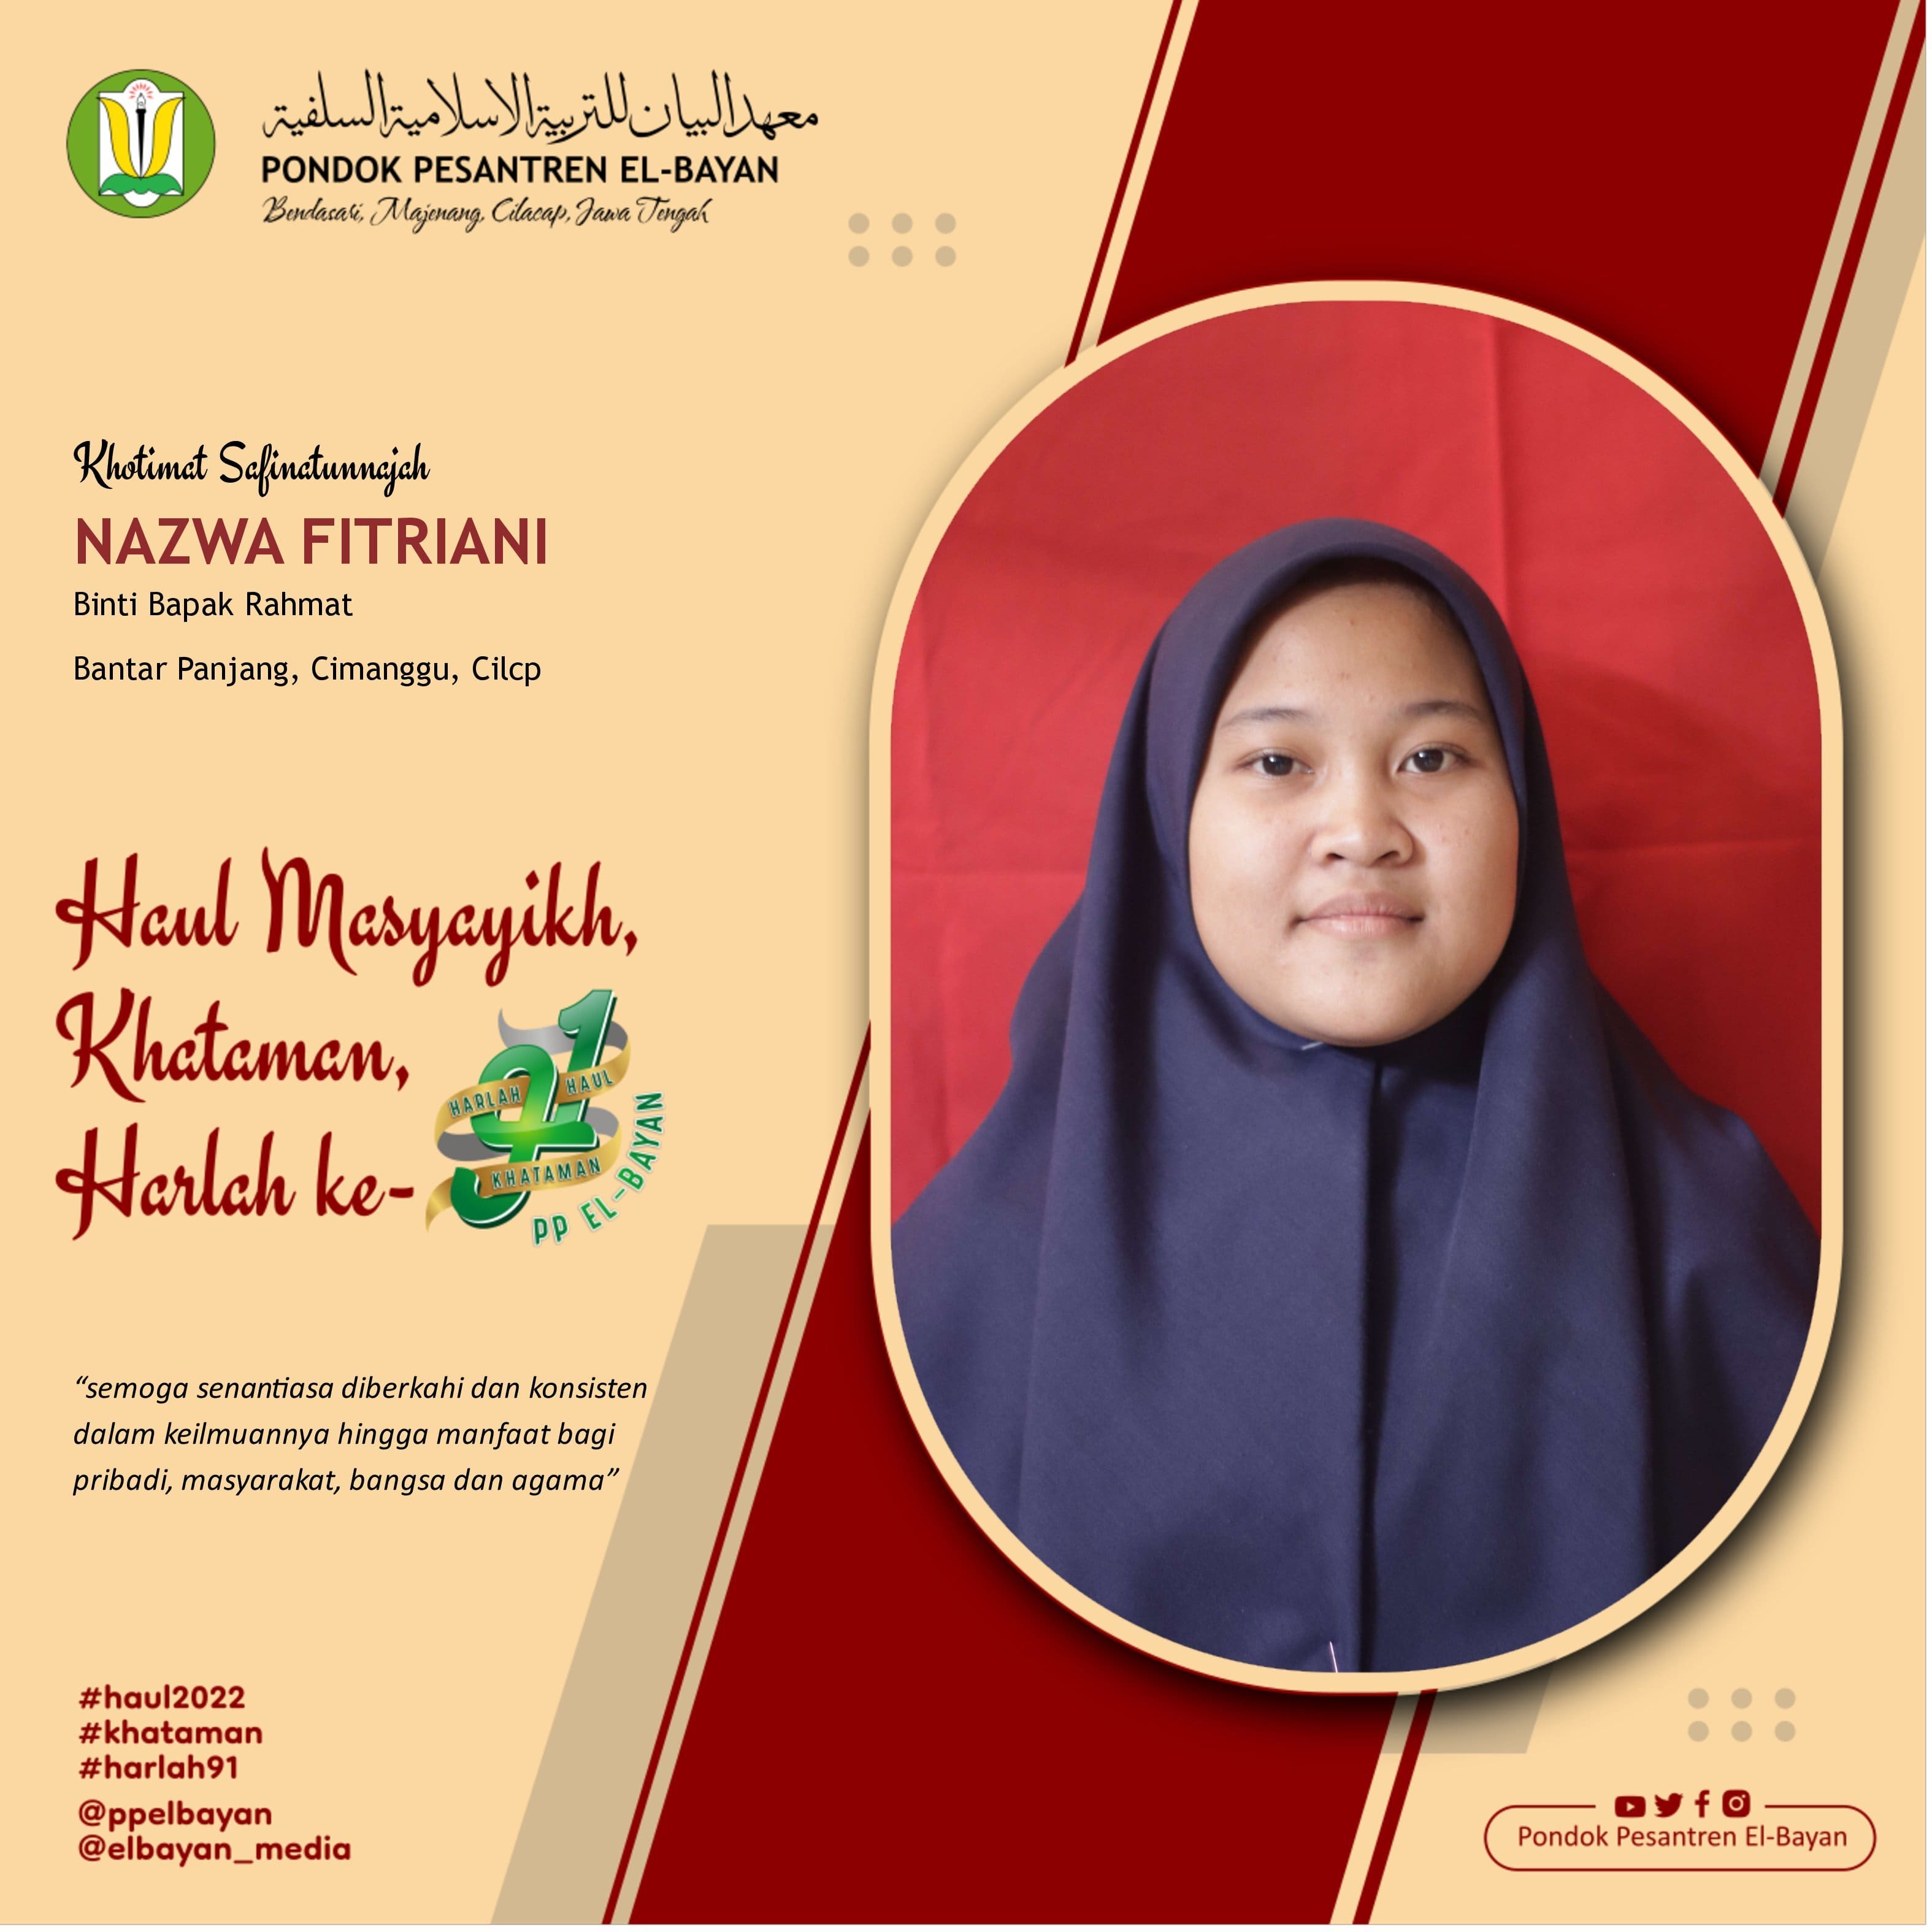 معهد البيان للتربية الاسلامية السلفية
PONDOK PESANTREN EL-BAYAN
Bendasari, Majenang, Cilacap, Jawa Tengah
Khotimat Safinatunnajah
NAZWA FITRIANI
Binti Bapak Rahmat
Bantar Panjang, Cimanggu, Cilcp
Haul Masyayikh,
Khataman,
Harlah ke-
91
HARLAH HAUL
KHATAMAN
PP EL-BAYAN
“semoga senantiasa diberkahi dan konsisten
dalam keilmuannya hingga manfaat bagi
pribadi, masyarakat, bangsa dan agama”
#haul2022
#khataman
#harlah91
@ppelbayan
@elbayan_media
Pondok Pesantren El-Bayan